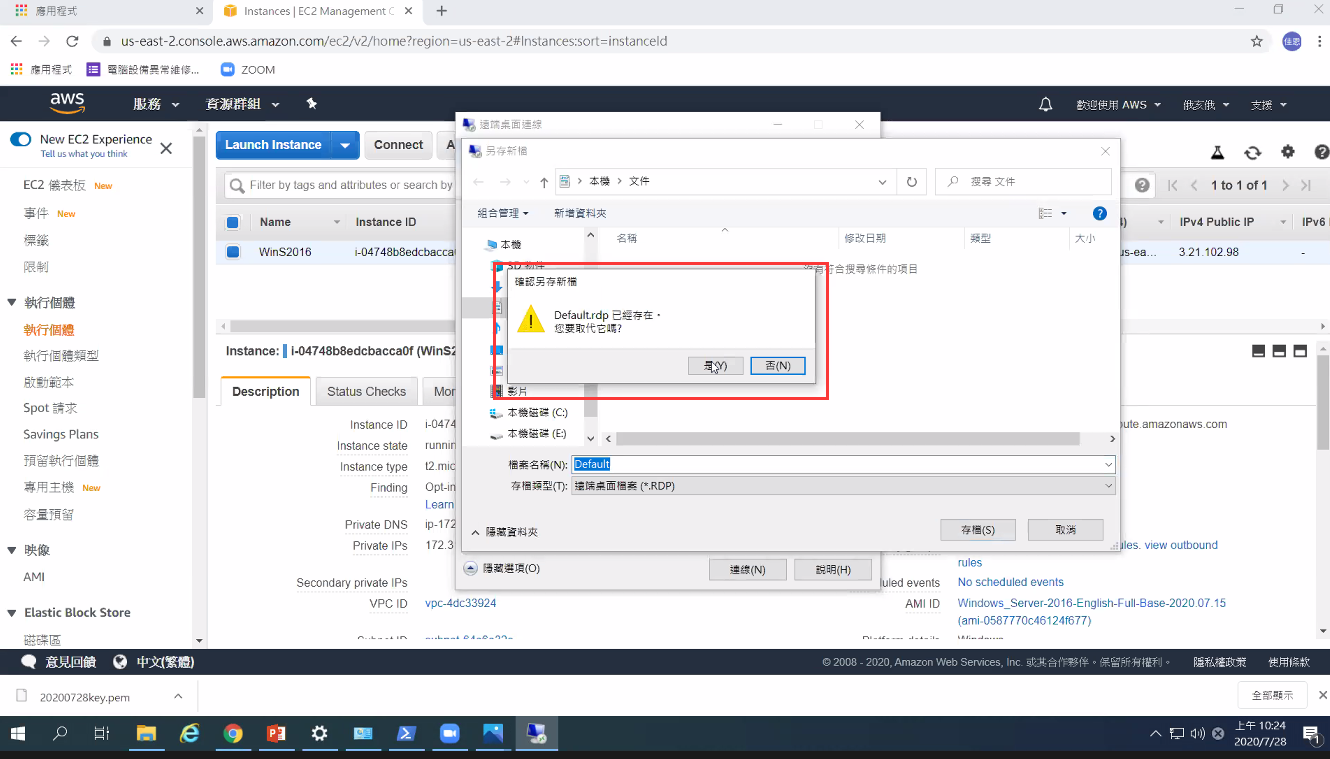 應用程式
Instances | EC2 Management C
us-east-2.console.aws.amazon.com/ec2/v2/home?region=us-east-2#Instances:sort=instanceId
佳恩
應用程式
電腦設備異常維修...
ZOOM
aws
服務
資源群組
歡迎使用 AWS
俄亥俄
支援
New EC2 Experience
Tell us what you think
Launch Instance
Connect
A
Filter by tags and attributes or search by
1 to 1 of 1
Name
Instance ID
4)
IPv4 Public IP
IPv6
WinS2016
i-04748b8edcbacca
us-ea...
3.21.102.98
-
EC2 儀表板 New
事件 New
標籤
限制
執行個體
執行個體
執行個體類型
啟動範本
Spot 請求
Savings Plans
預留執行個體
專用主機 New
容量預留
映像
AMI
Elastic Block Store
磁碟區
Instance: i-04748b8edcbacca0f (WinS2
Description
Status Checks
Mor
Instance ID
i-0474
Instance state
runnin
Instance type
t2.mic
Finding
Opt-in
Learn
Private DNS
ip-172
Private IPs
172.3
Secondary private IPs
VPC ID
vpc-4dc33924
Subnet ID
ute.amazonaws.com
ules. view outbound
rules
uled events
No scheduled events
AMI ID
Windows_Server-2016-English-Full-Base-2020.07.15
(ami-0587770c46124f677)
Platform details
Windows
遠端桌面連線
另存新檔
本機
文件
搜尋 文件
組合管理
新增資料夾
名稱
修改日期
類型
大小
本機
3D 物件
沒有符合搜尋條件的項目
確認另存新檔
Default.rdp 已經存在。
您要取代它嗎?
是(Y)
否(N)
影片
本機磁碟 (C:)
本機磁碟 (E:)
檔案名稱(N):
Default
存檔類型(T):
遠端桌面檔案 (*.RDP)
隱藏資料夾
存檔(S)
取消
隱藏選項(O)
連線(N)
說明(H)
意見回饋
中文(繁體)
© 2008 - 2020, Amazon Web Services, Inc. 或其合作夥伴。保留所有權利。
隱私權政策
使用條款
20200728key.pem
全部顯示
上午 10:24
2020/7/28
1